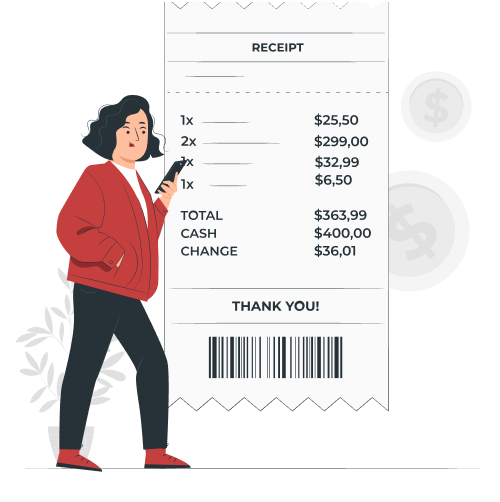 RECEIPT
1x $25,50
2x $299,00
1x $32,99
1x $6,50
TOTAL $363,99
CASH $400,00
CHANGE $36,01
THANK YOU!